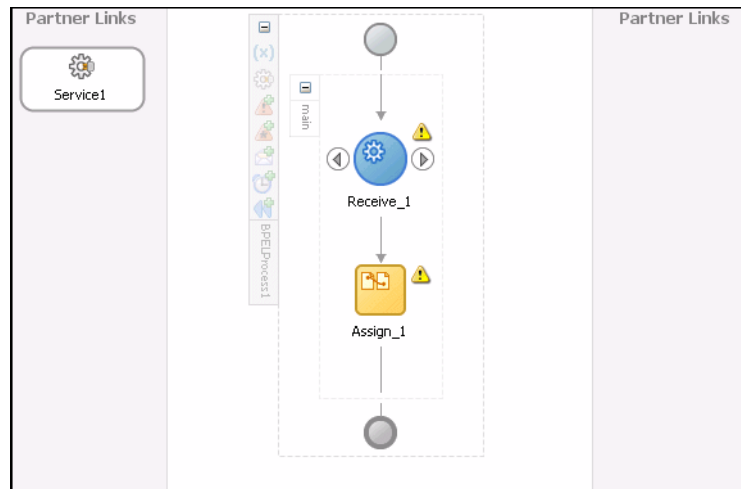 Partner Links
Partner Links
Service1
(x)
main
Receive_1
BPELProcess1
Assign_1